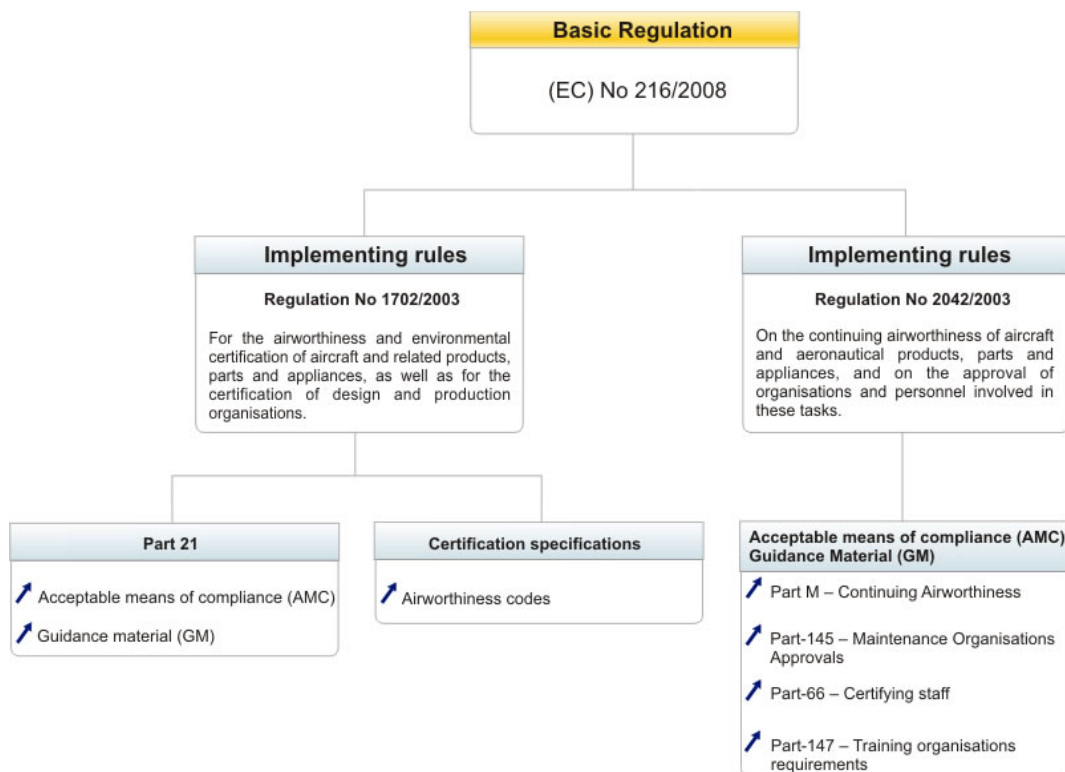 Basic Regulation
(EC) No 216/2008
Implementing rules
Regulation No 1702/2003
For the airworthiness and environmental
certification of aircraft and related products,
parts and appliances, as well as for the
certification of design and production
organisations.
Implementing rules
Regulation No 2042/2003
On the continuing airworthiness of aircraft
and aeronautical products, parts and
appliances, and on the approval of
organisations and personnel involved in
these tasks.
Part 21
Acceptable means of compliance (AMC)
Guidance material (GM)
Certification specifications
Airworthiness codes
Acceptable means of compliance (AMC)
Guidance Material (GM)
Part M – Continuing Airworthiness
Part-145 – Maintenance Organisations
Approvals
Part-66 – Certifying staff
Part-147 – Training organisations
requirements